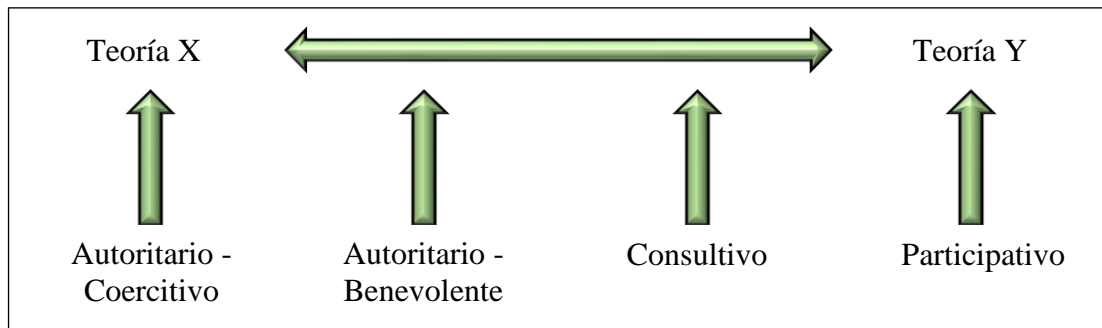 Teoría X
Teoría Y
Autoritario -
Coercitivo
Autoritario -
Benevolente
Consultivo
Participativo